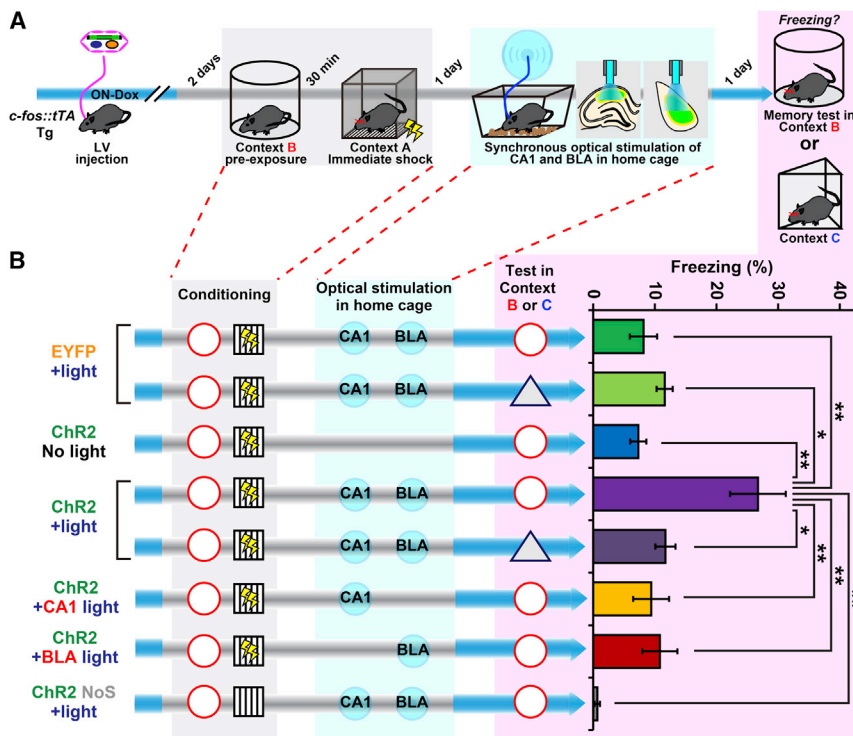 A
c-fos::tTA
Tg
ON-Dox
LV
injection
2 days
Context B
pre-exposure
30 min
Context A
Immediate shock
1 day
Synchronous optical stimulation of
CA1 and BLA in home cage
1 day
Freezing?
Memory test in
Context B
or
Context C
B
Conditioning
Optical stimulation
in home cage
Test in
Context
B or C
Freezing (%)
0 10 20 30 40
EYFP
+light
CA1 BLA
CA1 BLA
ChR2
No light
ChR2
+light
CA1 BLA
CA1 BLA
ChR2
+CA1 light
CA1
ChR2
+BLA light
BLA
ChR2 NoS
+light
CA1 BLA
**
*
**
*
**
**